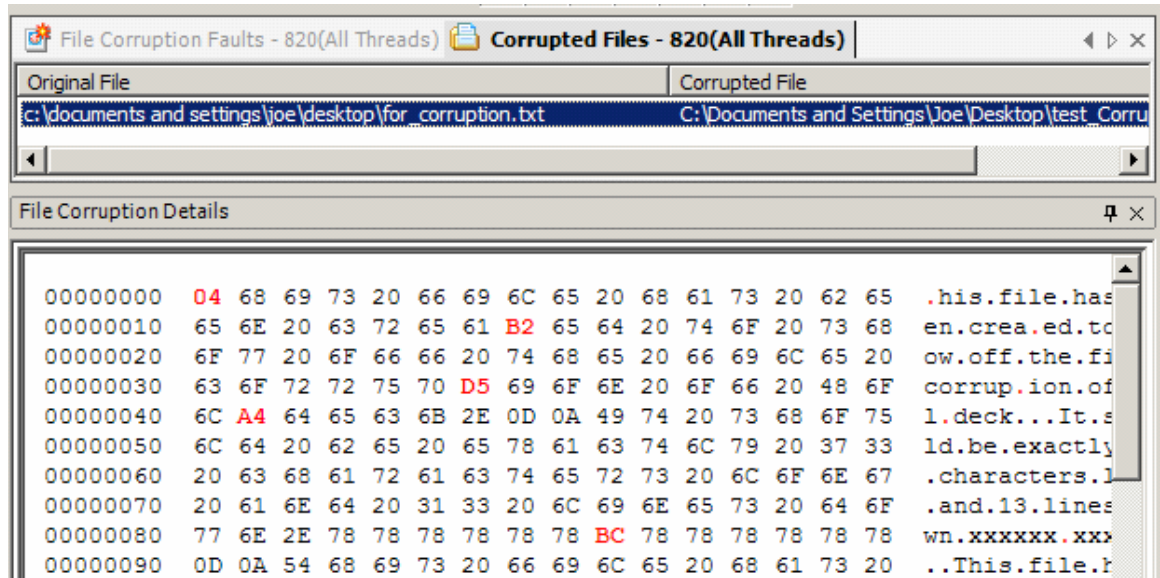 File Corruption Faults - 820(All Threads) Corrupted Files - 820(All Threads)
Original File Corrupted File
c:\documents and settings\joe\desktop\for_corruption.txt C:\Documents and Settings\Joe\Desktop\test_Corru
File Corruption Details
00000000 04 68 69 73 20 66 69 6C 65 20 68 61 73 20 62 65 .his.file.has
00000010 65 6E 20 63 72 65 61 B2 65 64 20 74 6F 20 73 68 en.crea.ed.to
00000020 6F 77 20 6F 66 66 20 74 68 65 20 66 69 6C 65 20 ow.off.the.fi
00000030 63 6F 72 72 75 70 D5 69 6F 6E 20 6F 66 20 48 6F corrup.ion.of
00000040 6C A4 64 65 63 6B 2E 0D 0A 49 74 20 73 68 6F 75 l.deck...It.s
00000050 6C 64 20 62 65 20 65 78 61 63 74 6C 79 20 37 33 ld.be.exactly
00000060 20 63 68 61 72 61 63 74 65 72 73 20 6C 6F 6E 67 .characters.l
00000070 20 61 6E 64 20 31 33 20 6C 69 6E 65 73 20 64 6F .and.13.lines
00000080 77 6E 2E 78 78 78 78 78 78 BC 78 78 78 78 78 78 wn.xxxxxx.xxx
00000090 0D 0A 54 68 69 73 20 66 69 6C 65 20 68 61 73 20 ..This.file.h